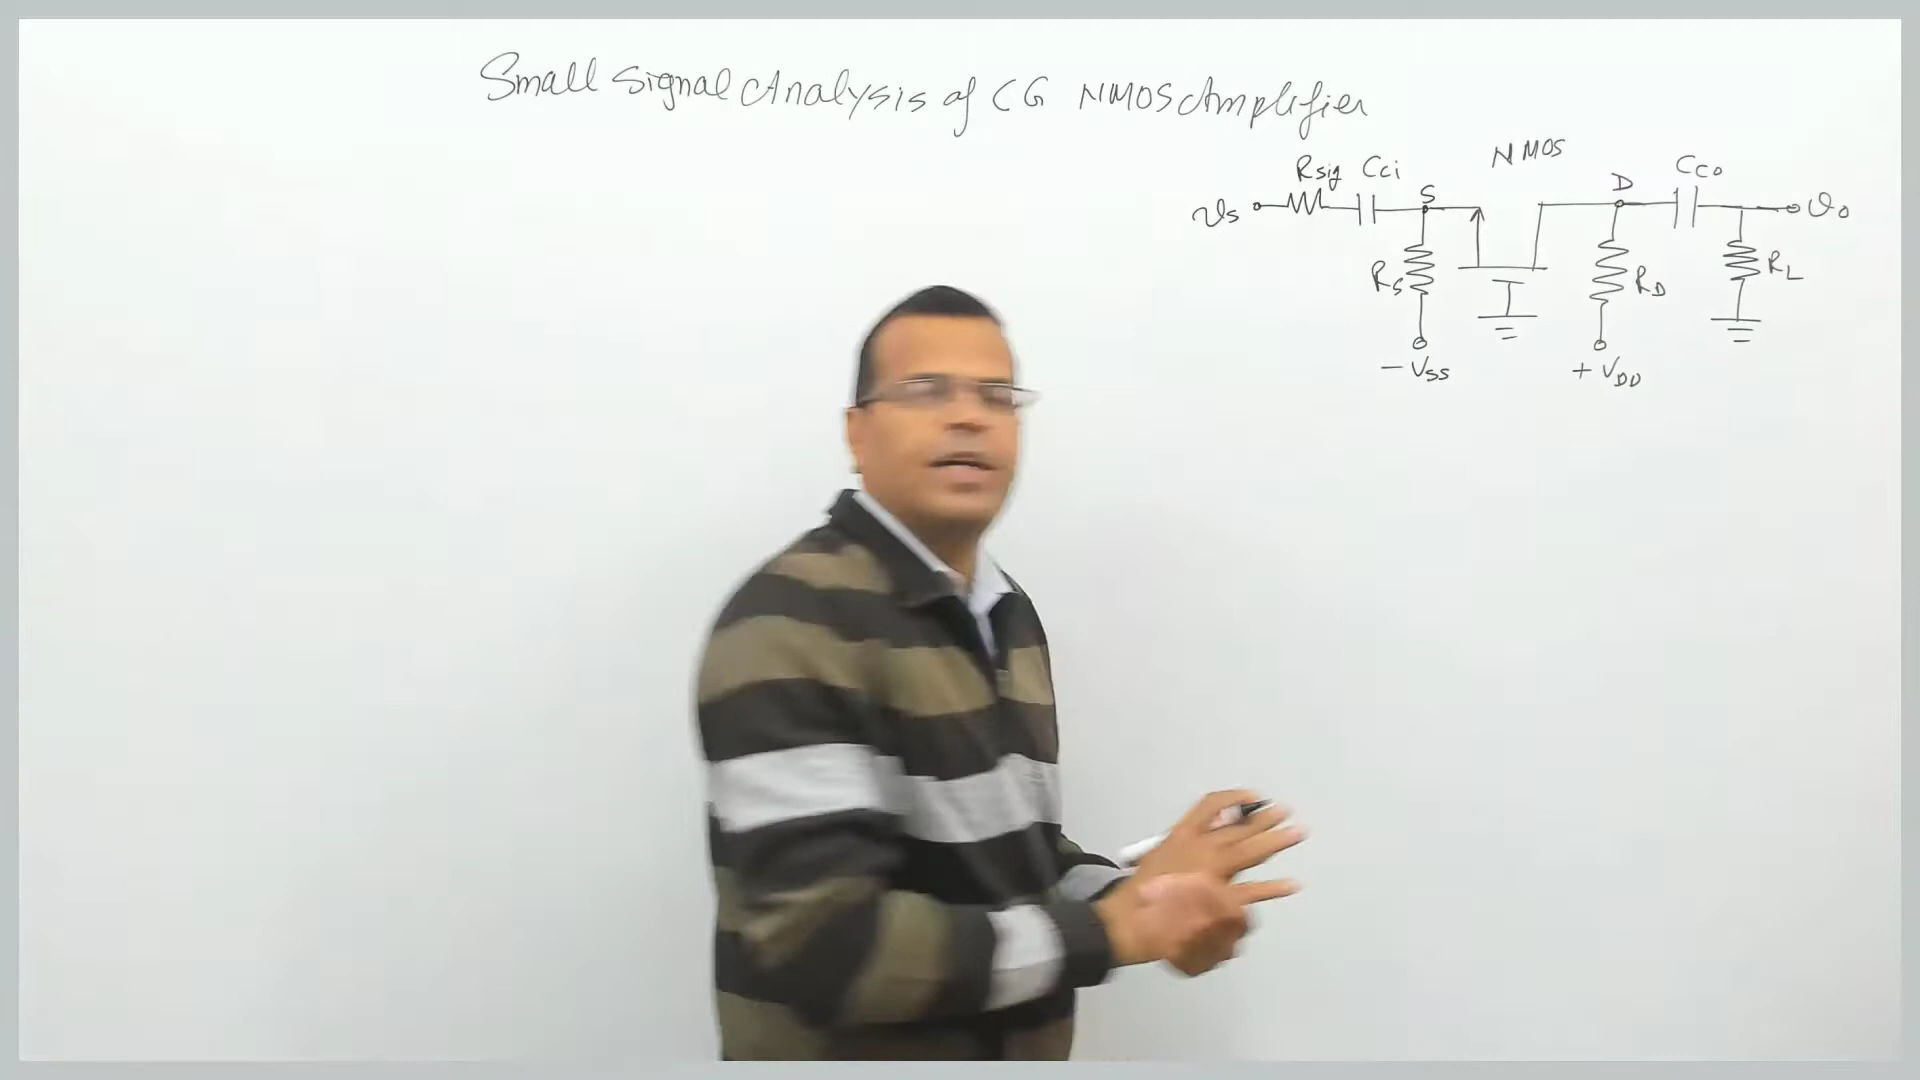 Small Signal Analysis of CG NMOS Amplifier
NMOS
Rsig Cci
S
D
Cco
vs
vo
RS
RD
RL
- VSS
+ VDD